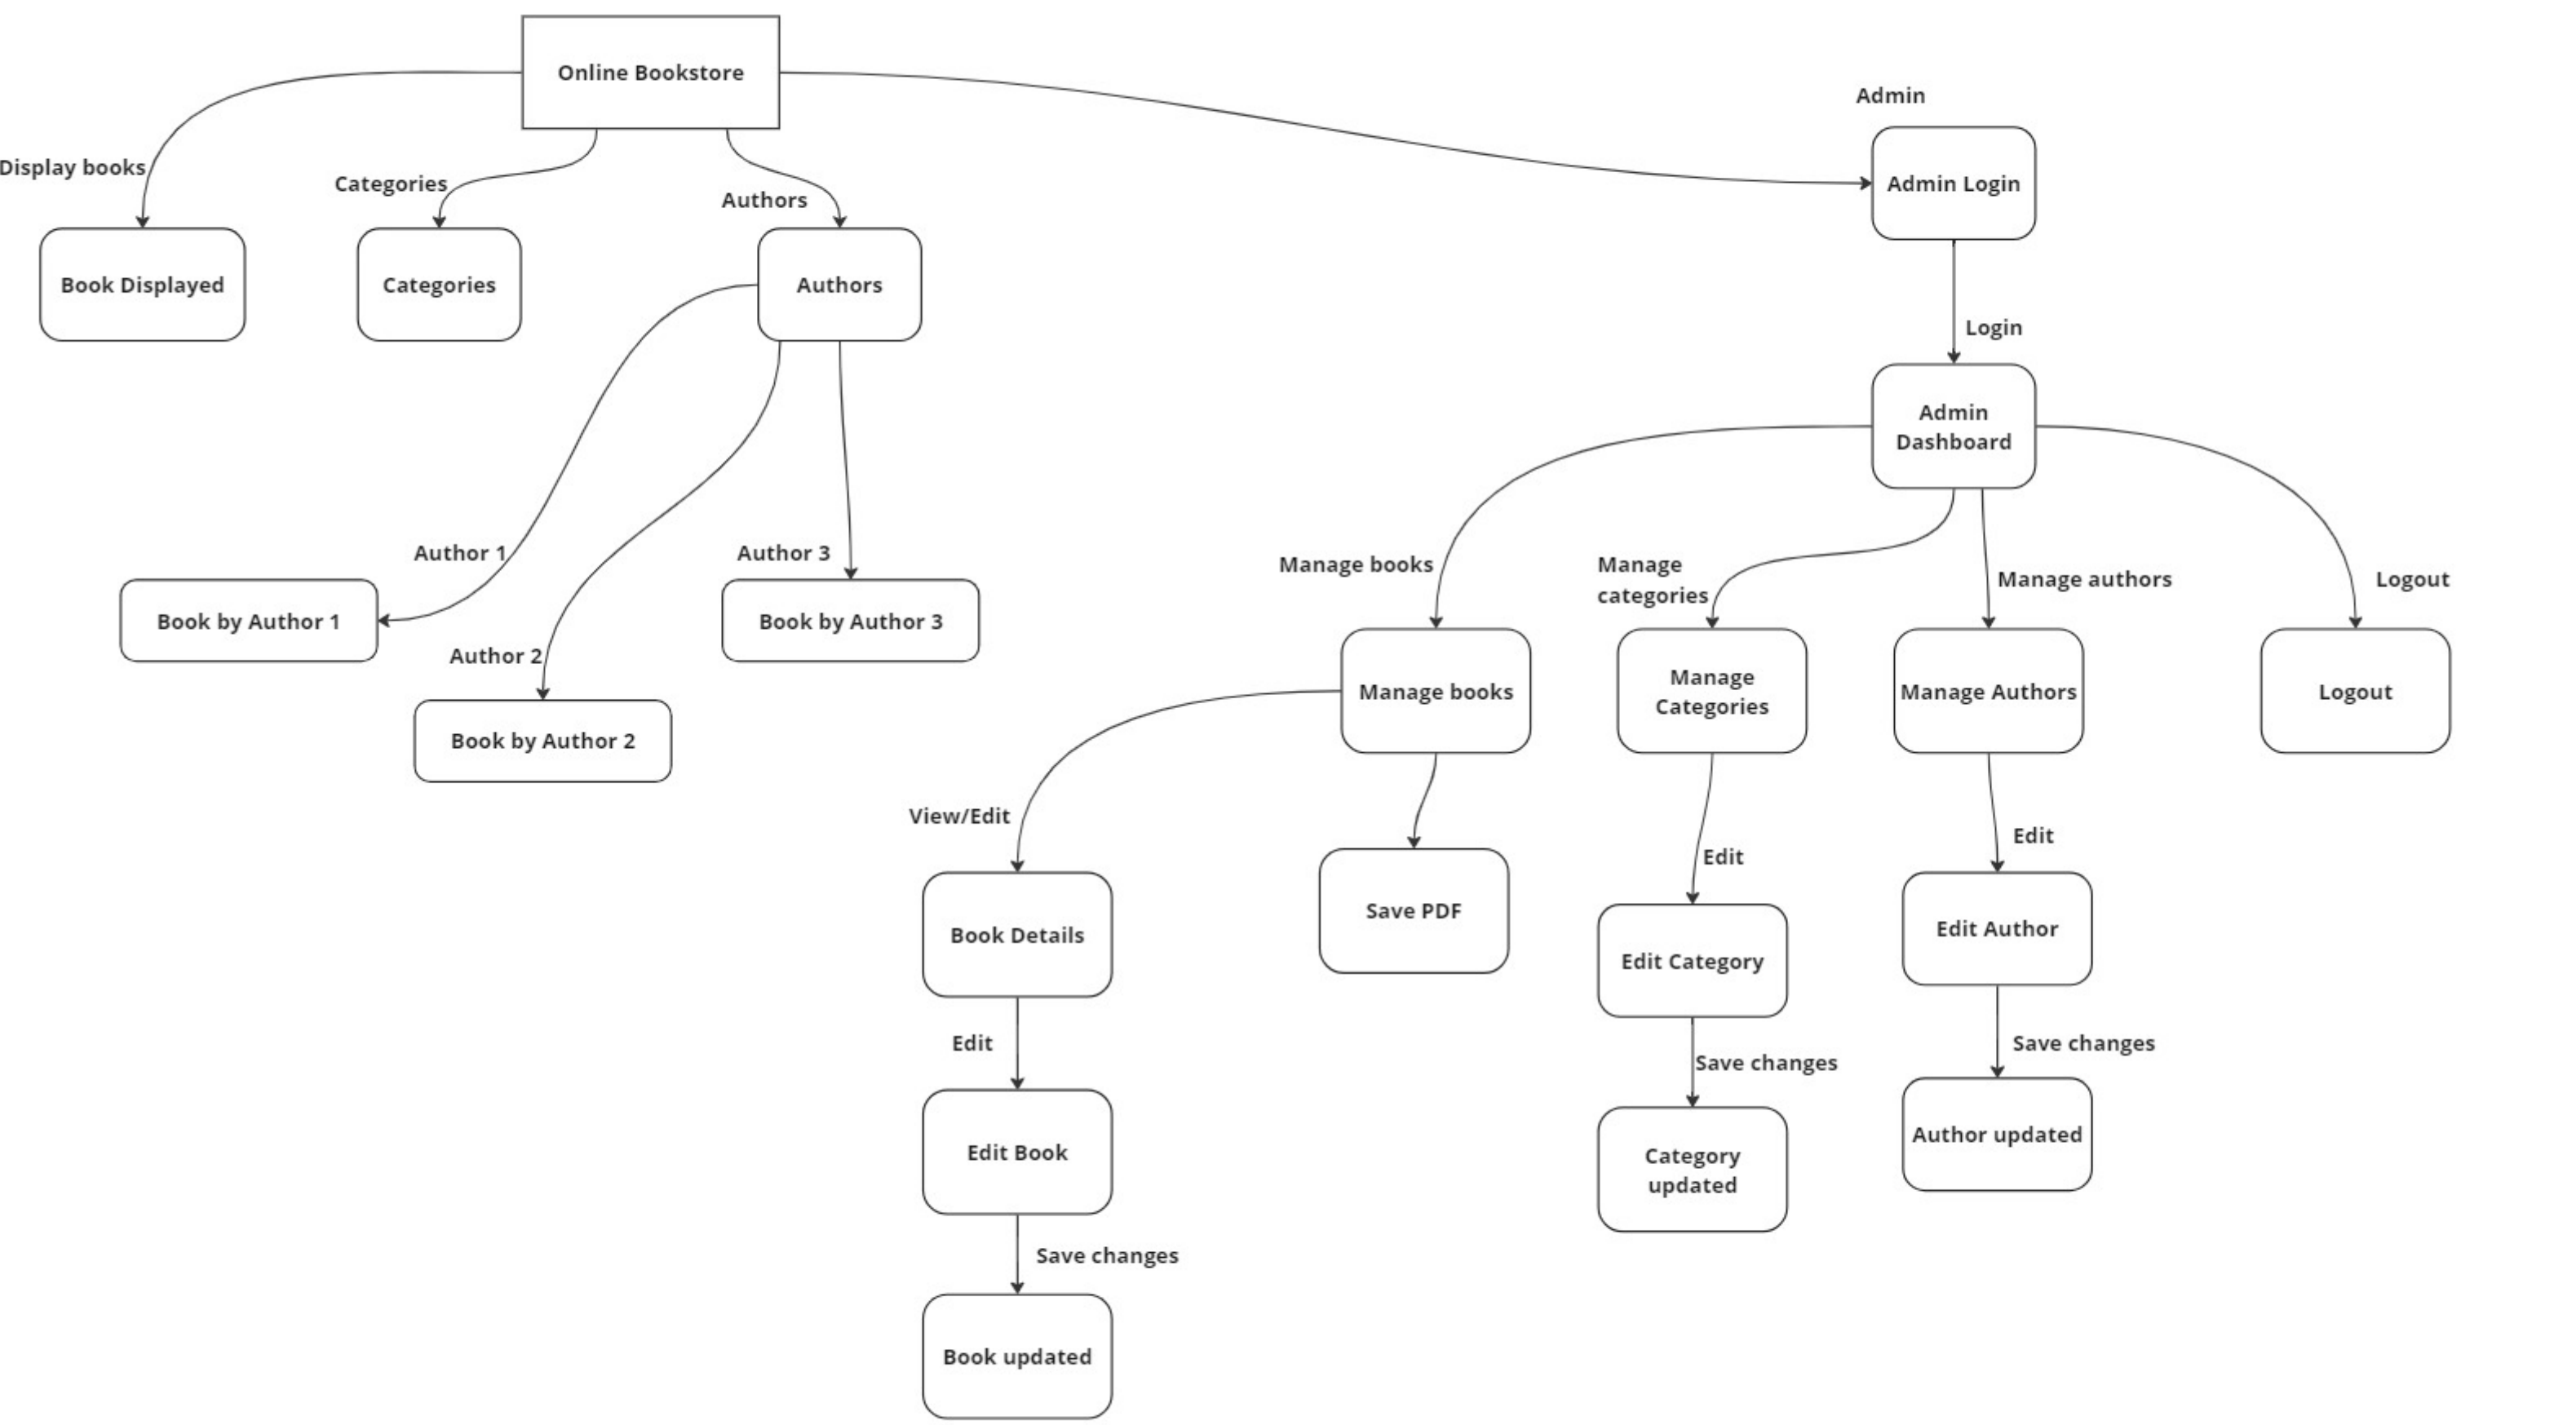 Online Bookstore
Admin
Display books
Categories
Authors
Admin Login
Book Displayed
Categories
Authors
Login
Admin
Dashboard
Author 1
Author 3
Manage books
Manage
categories
Manage authors
Logout
Book by Author 1
Author 2
Book by Author 3
Book by Author 2
Manage books
Manage
Categories
Manage Authors
Logout
View/Edit
Edit
Edit
Book Details
Save PDF
Edit Category
Edit Author
Edit
Save changes
Save changes
Edit Book
Category
updated
Author updated
Save changes
Book updated